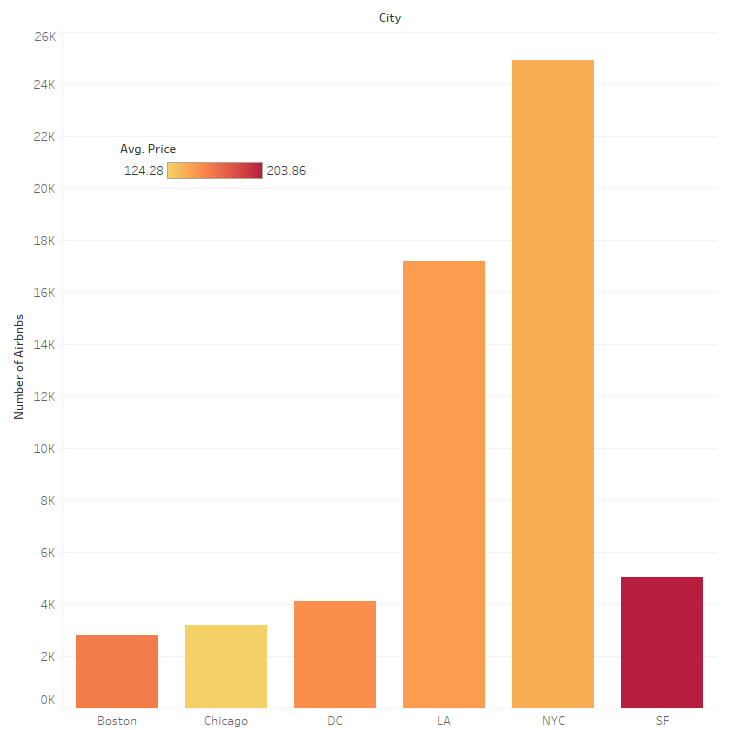 City
26K
24K
22K
20K
18K
16K
14K
12K
10K
8K
6K
4K
2K
0K
Number of Airbnbs
Avg. Price
124.28 203.86
Boston Chicago DC LA NYC SF